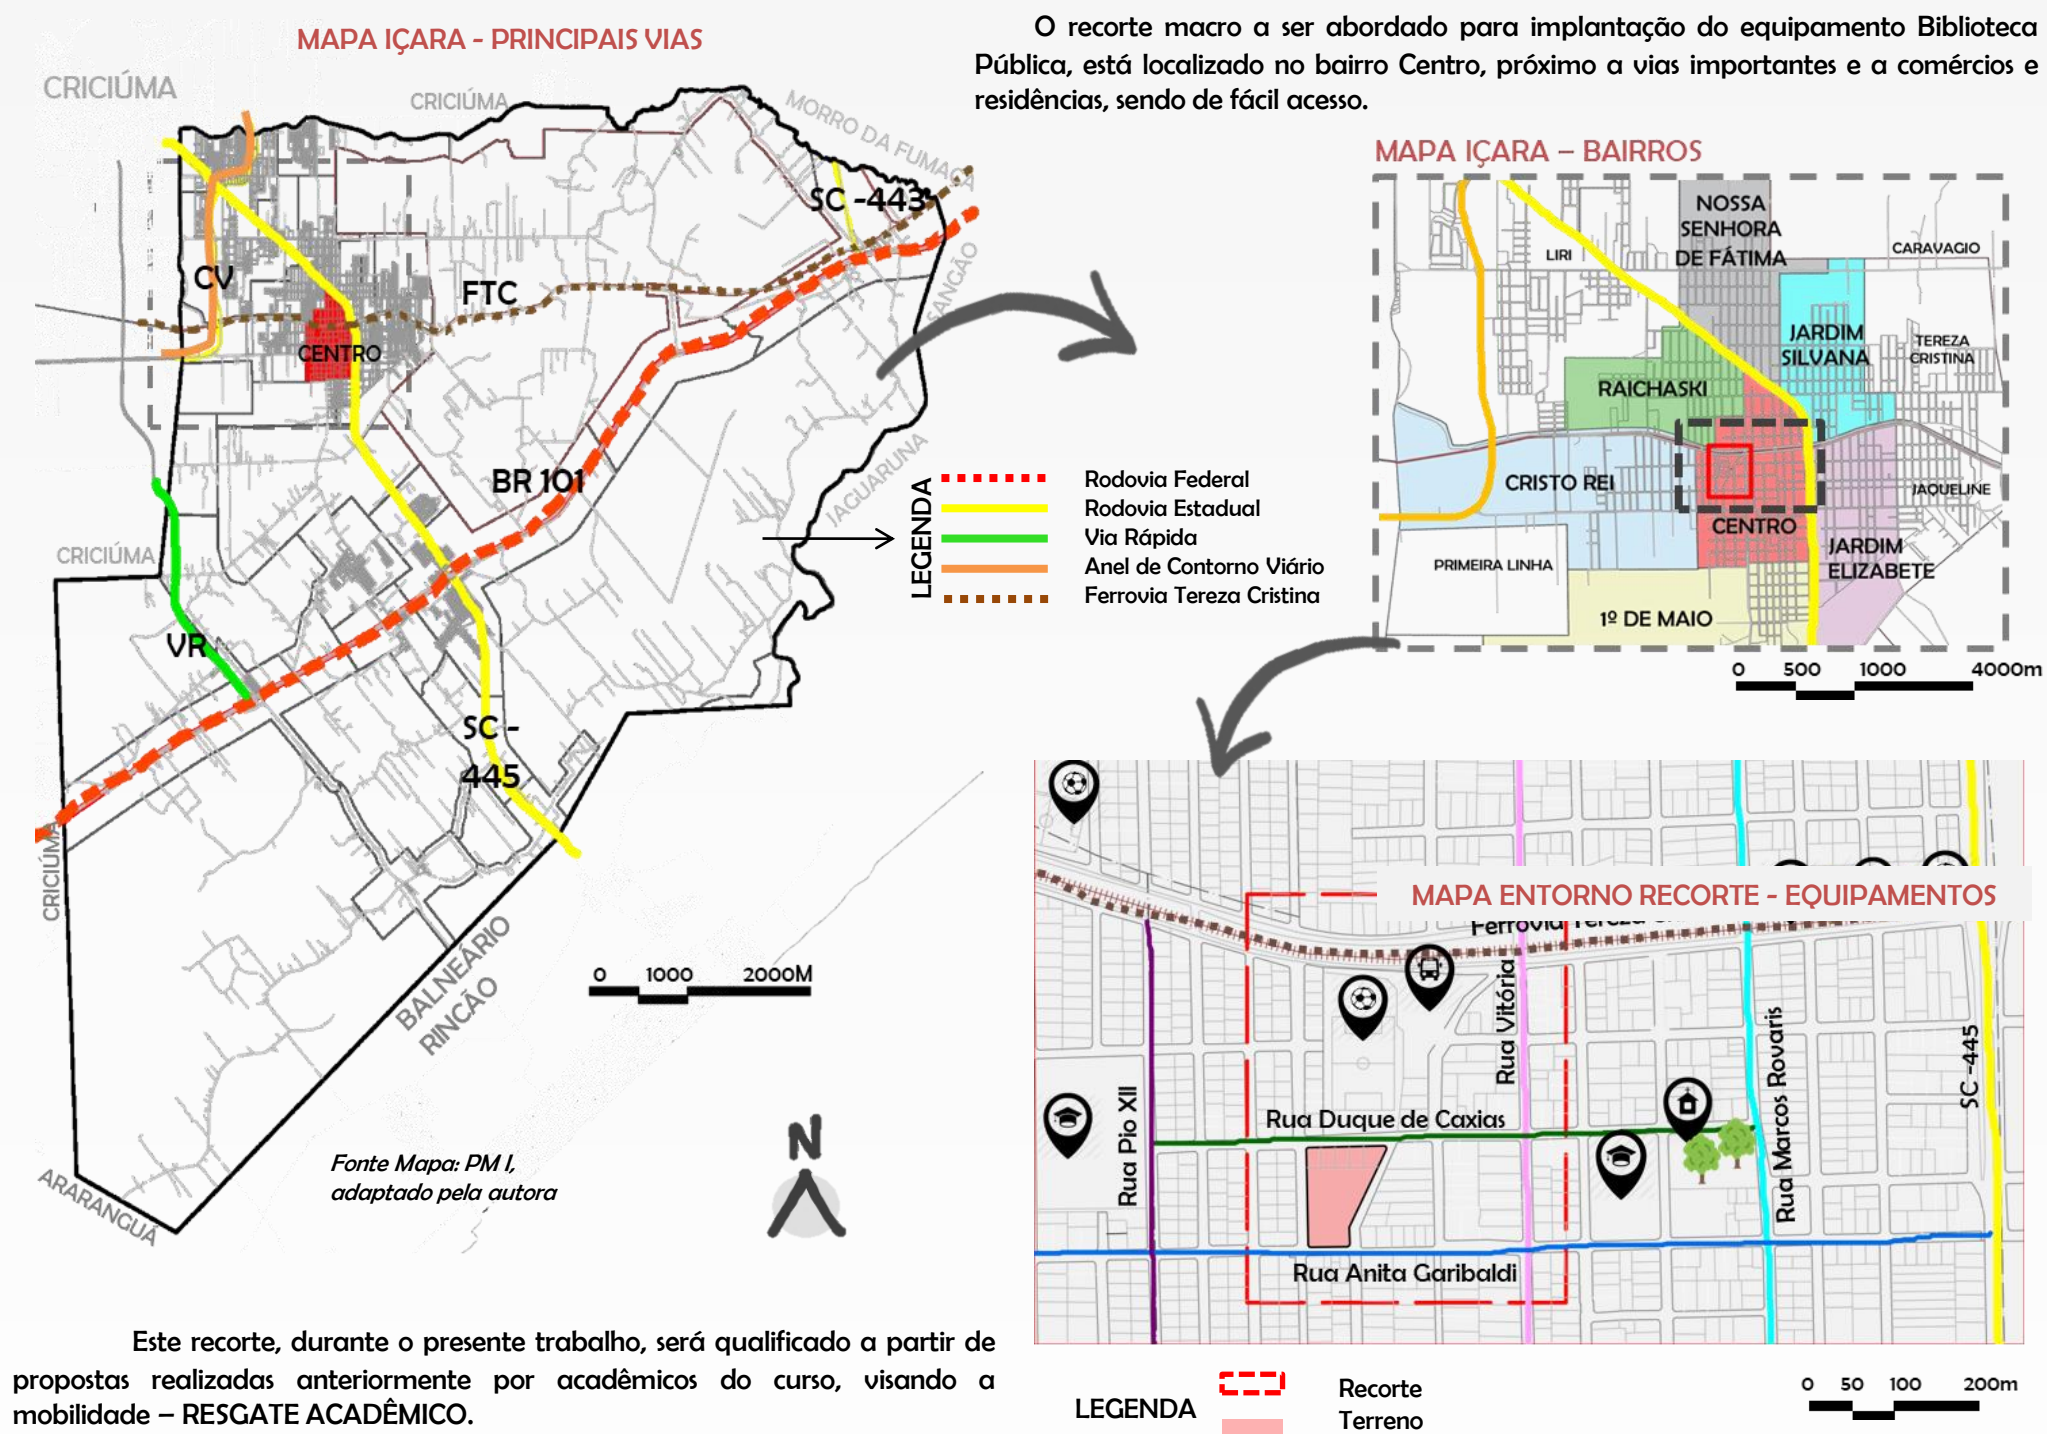 MAPA IÇARA - PRINCIPAIS VIAS
O recorte macro a ser abordado para implantação do equipamento Biblioteca
Pública, está localizado no bairro Centro, próximo a vias importantes e a comércios e
residências, sendo de fácil acesso.
CRICIÚMA
CRICIÚMA
MORRO DA FUMAÇA
SC -443
SANGÃO
CV
FTC
CENTRO
BR 101
JAGUARUNA
CRICIÚMA
VR
SC -
445
CRICIÚMA
BALNEÁRIO
RINCÃO
ARARANGUÁ
0 1000 2000M
N
Fonte Mapa: PM I,
adaptado pela autora
LEGENDA
Rodovia Federal
Rodovia Estadual
Via Rápida
Anel de Contorno Viário
Ferrovia Tereza Cristina
MAPA IÇARA – BAIRROS
NOSSA
SENHORA
DE FÁTIMA
LIRI
CARAVAGIO
JARDIM
SILVANA
TEREZA
CRISTINA
RAICHASKI
CRISTO REI
JAQUELINE
CENTRO
JARDIM
ELIZABETE
PRIMEIRA LINHA
1º DE MAIO
0 500 1000 4000m
MAPA ENTORNO RECORTE - EQUIPAMENTOS
Ferrovia Tereza
Rua Vitória
Rua Marcos Rovaris
SC -445
Rua Pio XII
Rua Duque de Caxias
Rua Anita Garibaldi
Este recorte, durante o presente trabalho, será qualificado a partir de
propostas realizadas anteriormente por acadêmicos do curso, visando a
mobilidade – RESGATE ACADÊMICO.
LEGENDA
Recorte
Terreno
0 50 100 200m